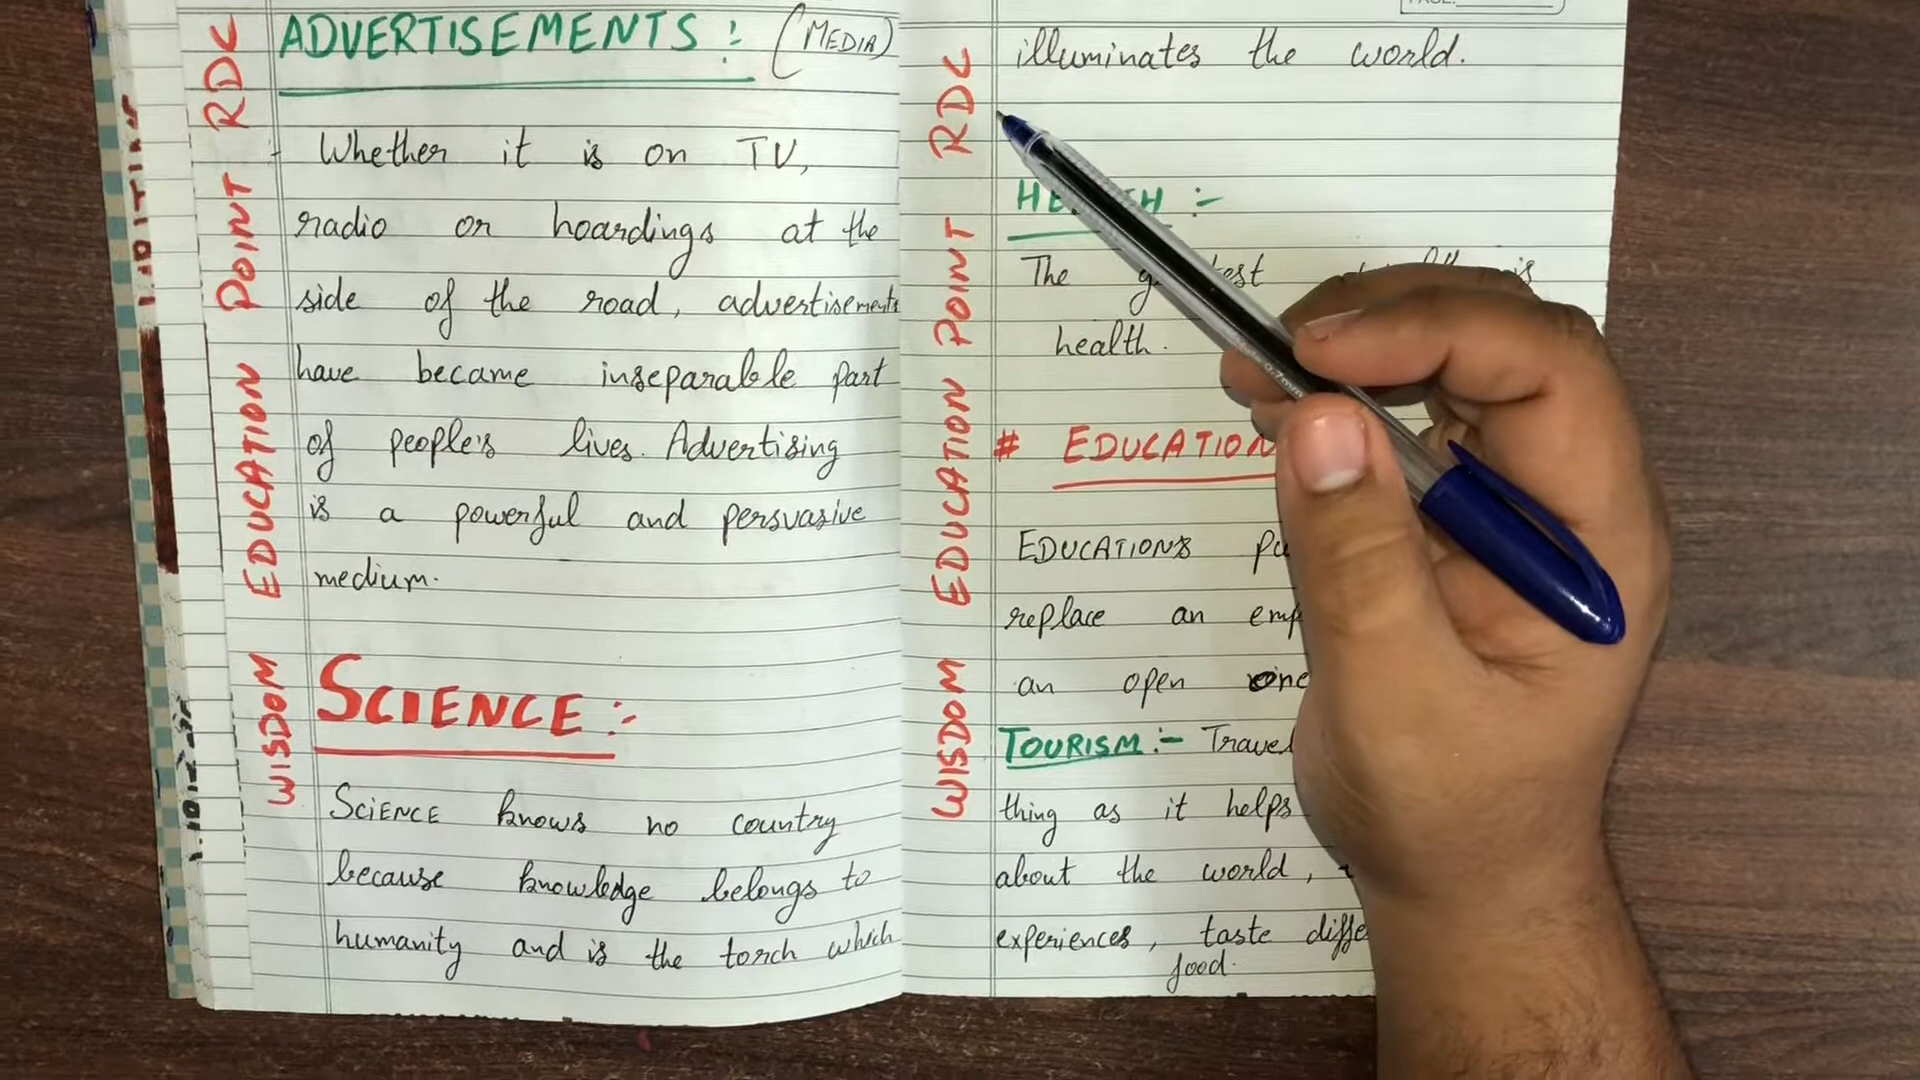 ADVERTISEMENTS :- (MEDIA)
Whether it is on TV,
radio or hoardings at the
side of the road, advertisements
have became inseparable part
of people's lives. Advertising
is a powerful and persvasive
medium.
SCIENCE :-
SCIENCE knows no country
because knowledge belongs to
humanity and is the torch which
WISDOM EDUCATION POINT RDC
illuminates the world.
:-
The is
health.
# EDUCATION
EDUCATIONS
replace an
an open one
TOURISM :- Travel
thing as it helps
about the world,
experiences, taste
food.
WISDOM EDUCATION POINT RDC